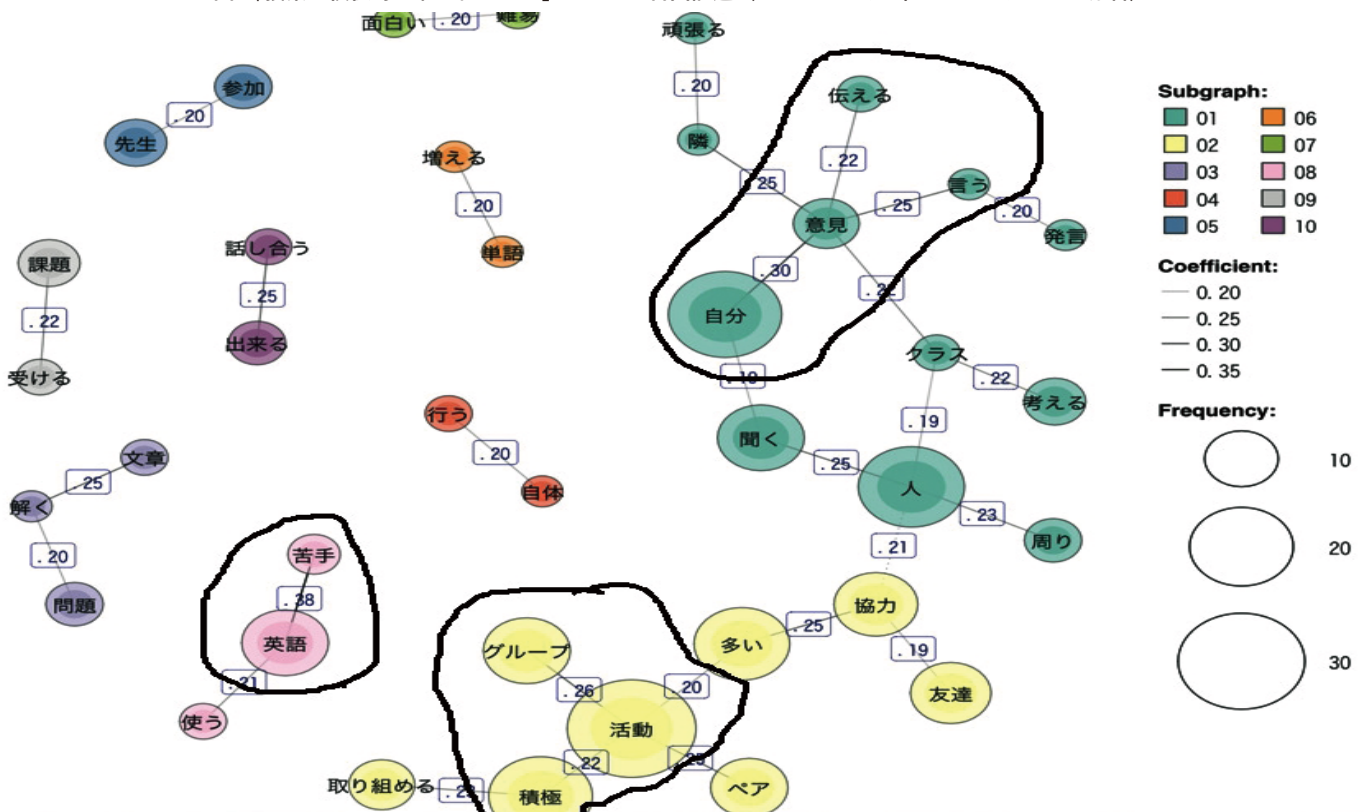 面白い
.20
難易
頑張る
.20
隣
.25
参加
.20
先生
増える
.20
単語
伝える
.22
言う
.25
.20
発言
意見
.30
自分
課題
.22
受ける
話し合う
.25
出来る
クラス
.22
考える
.19
聞く
.25
人
.23
周り
.21
行う
.20
自体
文章
.25
解く
.20
問題
苦手
.38
英語
使う
グループ
.26
多い
.25
協力
.20
.19
友達
活動
.22
ペア
取り組める
積極
Subgraph:
01 06
02 07
03 08
04 09
05 10
Coefficient:
0.20
0.25
0.30
0.35
Frequency:
10
20
30